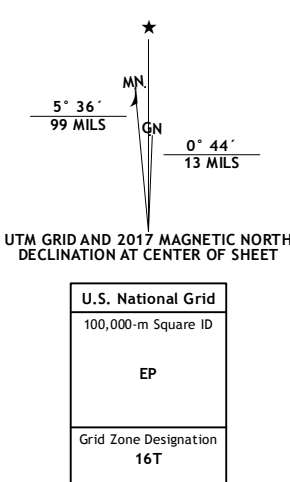 ★
MN.
5° 36´
99 MILS
GN
0° 44´
13 MILS
UTM GRID AND 2017 MAGNETIC NORTH
DECLINATION AT CENTER OF SHEET
U.S. National Grid
100,000-m Square ID
EP
Grid Zone Designation
16T